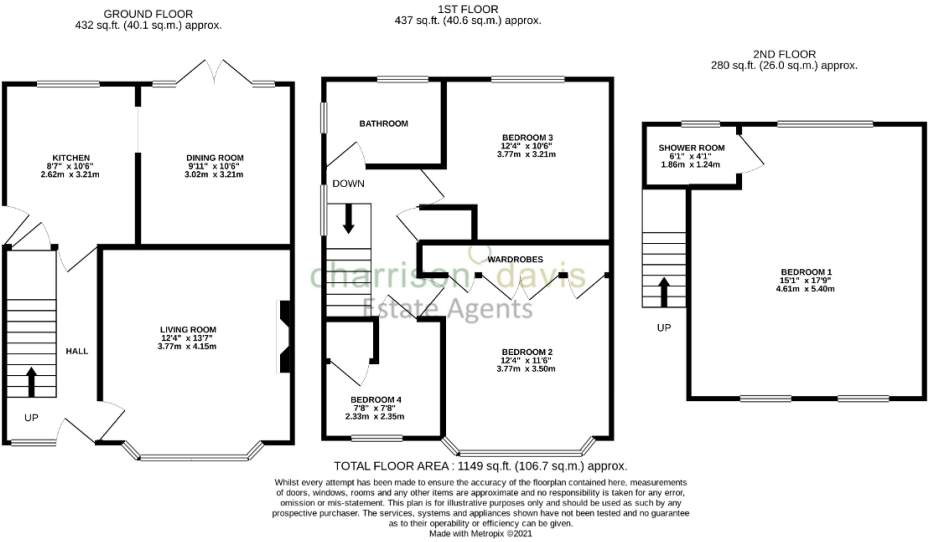 GROUND FLOOR
432 sq.ft. (40.1 sq.m.) approx.
KITCHEN
8'7" x 10'6"
2.62m x 3.21m
DINING ROOM
9'11" x 10'6"
3.02m x 3.21m
LIVING ROOM
12'4" x 13'7"
3.77m x 4.15m
HALL
UP
1ST FLOOR
437 sq.ft. (40.6 sq.m.) approx.
BATHROOM
BEDROOM 3
12'4" x 10'6"
3.77m x 3.21m
DOWN
WARDROBES
charrison davis
Estate Agents
BEDROOM 2
12'4" x 11'6"
3.77m x 3.50m
BEDROOM 4
7'8" x 7'8"
2.33m x 2.35m
2ND FLOOR
280 sq.ft. (26.0 sq.m.) approx.
SHOWER ROOM
6'1" x 4'1"
1.86m x 1.24m
BEDROOM 1
15'1" x 17'9"
4.61m x 5.40m
UP
TOTAL FLOOR AREA : 1149 sq.ft. (106.7 sq.m.) approx.
Whilst every attempt has been made to ensure the accuracy of the floorplan contained here, measurements
of doors, windows, rooms and any other items are approximate and no responsibility is taken for any error,
omission or mis-statement. This plan is for illustrative purposes only and should be used as such by any
prospective purchaser. The services, systems and appliances shown have not been tested and no guarantee
as to their operability or efficiency can be given.
Made with Metropix ©2021